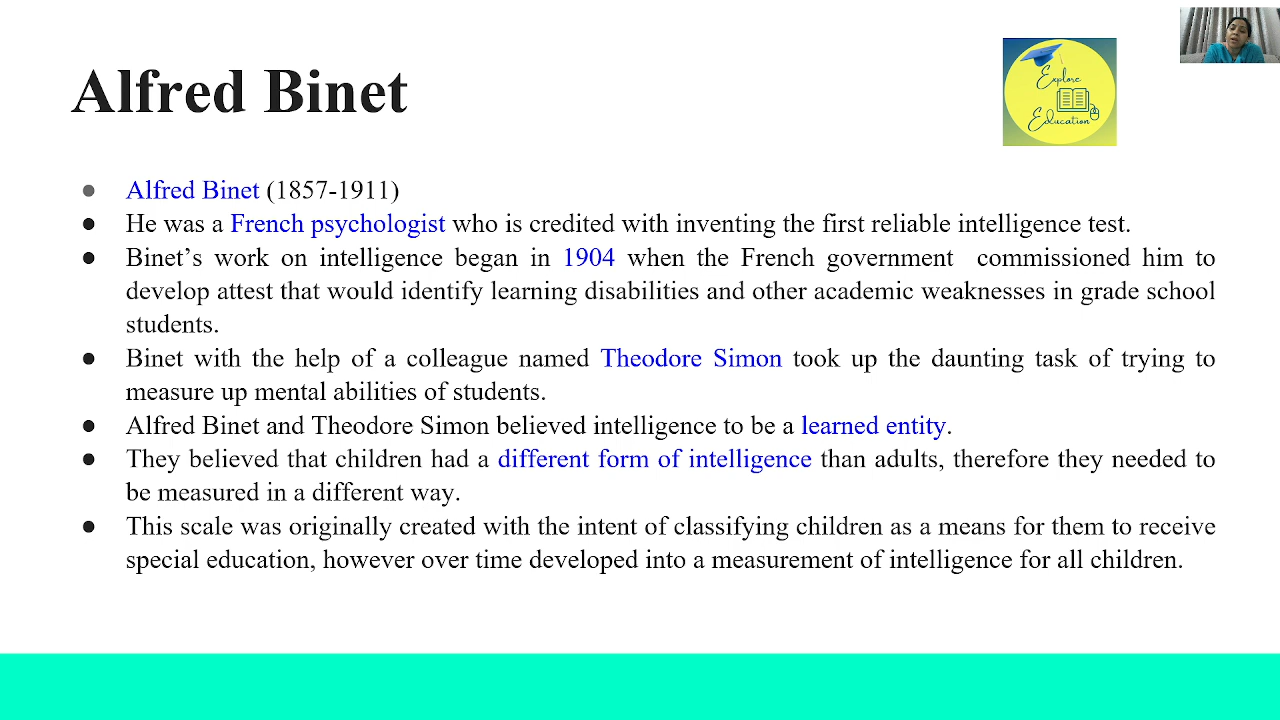 Alfred Binet
Explore
Education
● Alfred Binet (1857-1911)
● He was a French psychologist who is credited with inventing the first reliable intelligence test.
● Binet’s work on intelligence began in 1904 when the French government commissioned him to
develop attest that would identify learning disabilities and other academic weaknesses in grade school
students.
● Binet with the help of a colleague named Theodore Simon took up the daunting task of trying to
measure up mental abilities of students.
● Alfred Binet and Theodore Simon believed intelligence to be a learned entity.
● They believed that children had a different form of intelligence than adults, therefore they needed to
be measured in a different way.
● This scale was originally created with the intent of classifying children as a means for them to receive
special education, however over time developed into a measurement of intelligence for all children.